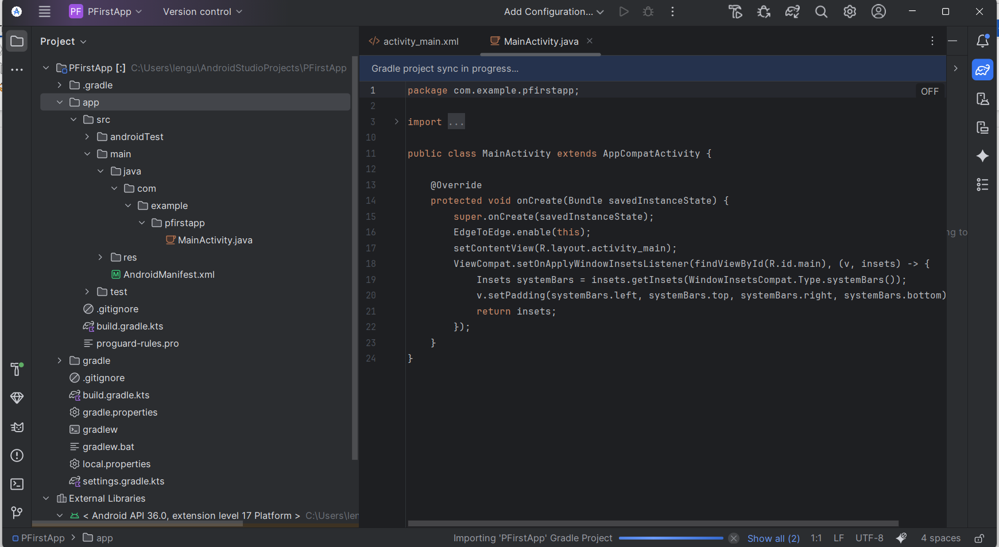 PF PFirstApp Version control Add Configuration...
Project
activity_main.xml MainActivity.java
PFirstApp [:] C:\Users\lengu\AndroidStudioProjects\PFirstApp
.gradle
app
src
androidTest
main
java
com
example
pfirstapp
MainActivity.java
res
AndroidManifest.xml
test
.gitignore
build.gradle.kts
proguard-rules.pro
gradle
.gitignore
build.gradle.kts
gradle.properties
gradlew
gradlew.bat
local.properties
settings.gradle.kts
External Libraries
< Android API 36.0, extension level 17 Platform > C:\Users\len
Gradle project sync in progress...
OFF
1 package com.example.pfirstapp;
2
3 import ...
10
11 public class MainActivity extends AppCompatActivity {
12
13 @Override
14 protected void onCreate(Bundle savedInstanceState) {
15 super.onCreate(savedInstanceState);
16 EdgeToEdge.enable(this);
17 setContentView(R.layout.activity_main);
18 ViewCompat.setOnApplyWindowInsetsListener(findViewById(R.id.main), (v, insets) -> {
19 Insets systemBars = insets.getInsets(WindowInsetsCompat.Type.systemBars());
20 v.setPadding(systemBars.left, systemBars.top, systemBars.right, systemBars.bottom)
21 return insets;
22 });
23 }
24 }
ng to
PFirstApp > app Importing 'PFirstApp' Gradle Project Show all (2) 1:1 LF UTF-8 4 spaces